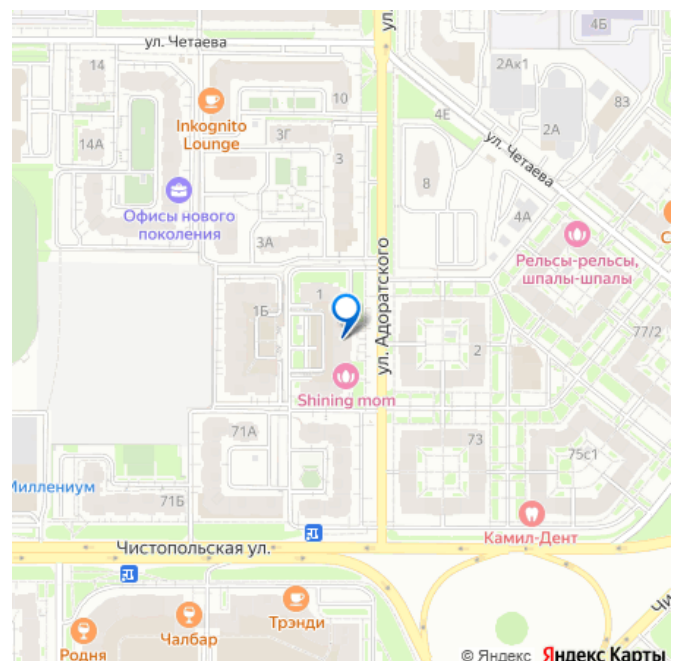 ул. Четаева
ул.
4Б
14
2Ак1
10
83
Inkognito
Lounge
4Е
2А
14А
3Г
3
ул. Четаева
8
Офисы нового
поколения
4А
3А
Рельсы-рельсы,
шпалы-шпалы
ул. Адоратского
1
1Б
77/2
2
Shining mom
71А
73
75с1
Миллениум
71Б
Камил-Дент
Чистопольская ул.
Трэнди
Чалбар
Родня
© Яндекс Яндекс Карты